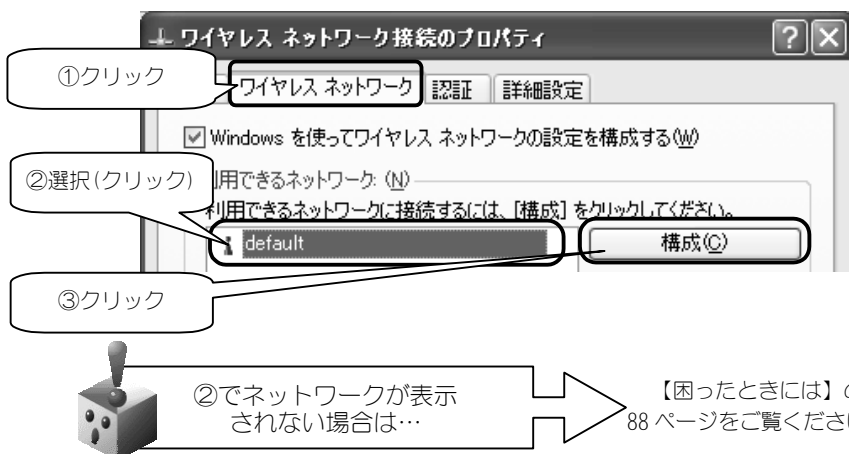 ワイヤレス ネットワーク接続のプロパティ
①クリック
ワイヤレス ネットワーク 認証 詳細設定
Windows を使ってワイヤレス ネットワークの設定を構成する(W)
②選択(クリック)
利用できるネットワーク: (N)
利用できるネットワークに接続するには、[構成] をクリックしてください。
default
構成(C)
③クリック
②でネットワークが表示
されない場合は…
【困ったときには】の
88 ページをご覧くださ